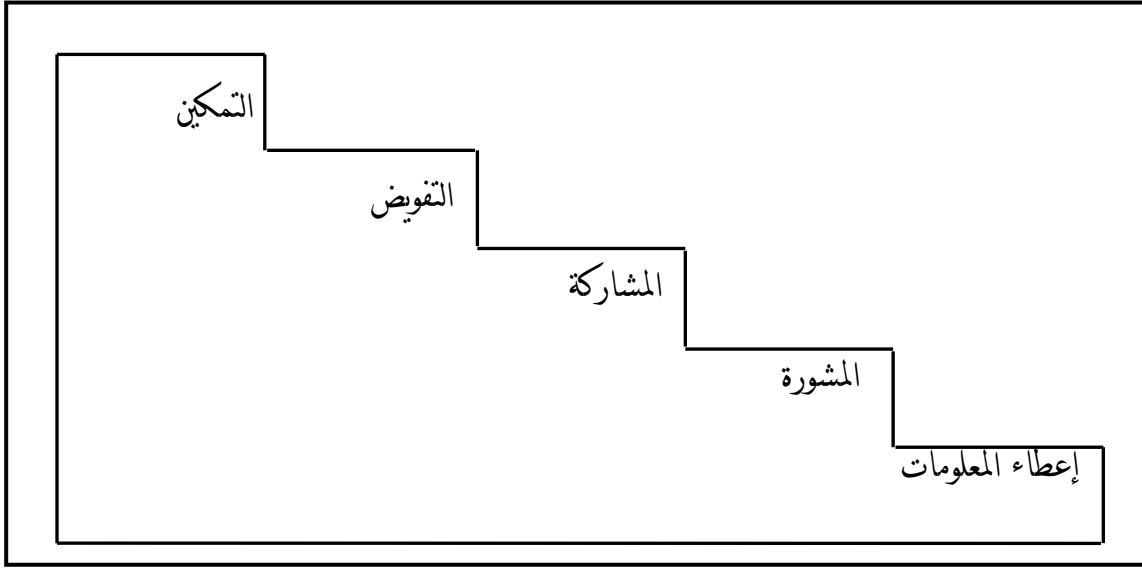 التمكين
التفويض
المشاركة
المشورة
إعطاء المعلومات